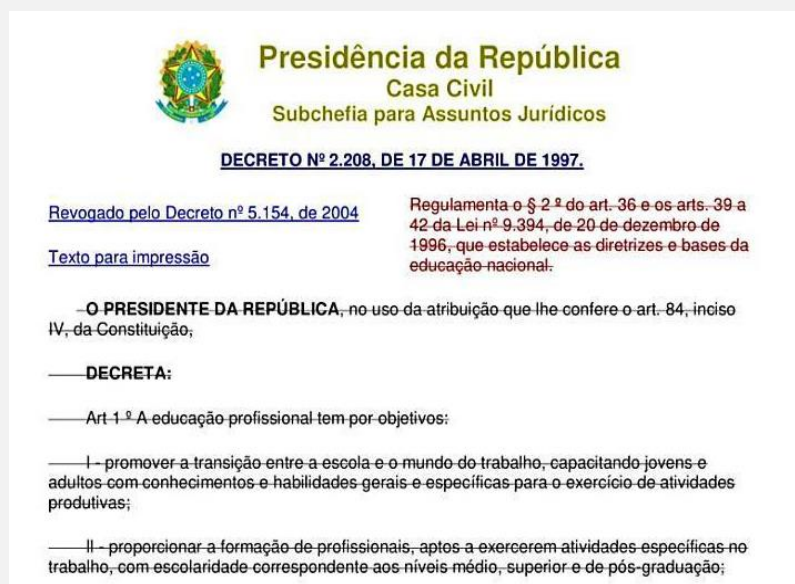 Presidência da República
Casa Civil
Subchefia para Assuntos Jurídicos
DECRETO Nº 2.208, DE 17 DE ABRIL DE 1997.
Revogado pelo Decreto nº 5.154, de 2004
Texto para impressão
Regulamenta o § 2 º do art. 36 e os arts. 39 a
42 da Lei nº 9.394, de 20 de dezembro de
1996, que estabelece as diretrizes e bases da
educação nacional.
O PRESIDENTE DA REPÚBLICA, no uso da atribuição que lhe confere o art. 84, inciso
IV, da Constituição,
DECRETA:
Art 1 º A educação profissional tem por objetivos:
I - promover a transição entre a escola e o mundo do trabalho, capacitando jovens e
adultos com conhecimentos e habilidades gerais e específicas para o exercício de atividades
produtivas;
II - proporcionar a formação de profissionais, aptos a exercerem atividades específicas no
trabalho, com escolaridade correspondente aos níveis médio, superior e de pós-graduação;